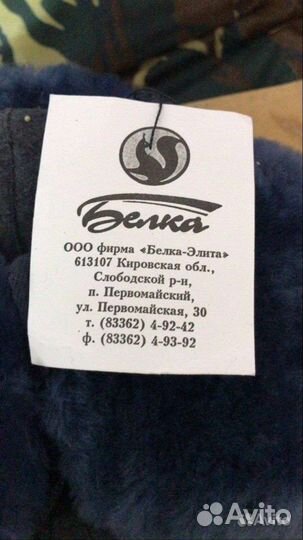 Белка
ООО фирма «Белка-Элита»
613107 Кировская обл.,
Слободской р-н,
п. Первомайский,
ул. Первомайская, 30
т. (83362) 4-92-42
ф. (83362) 4-93-92
Avito